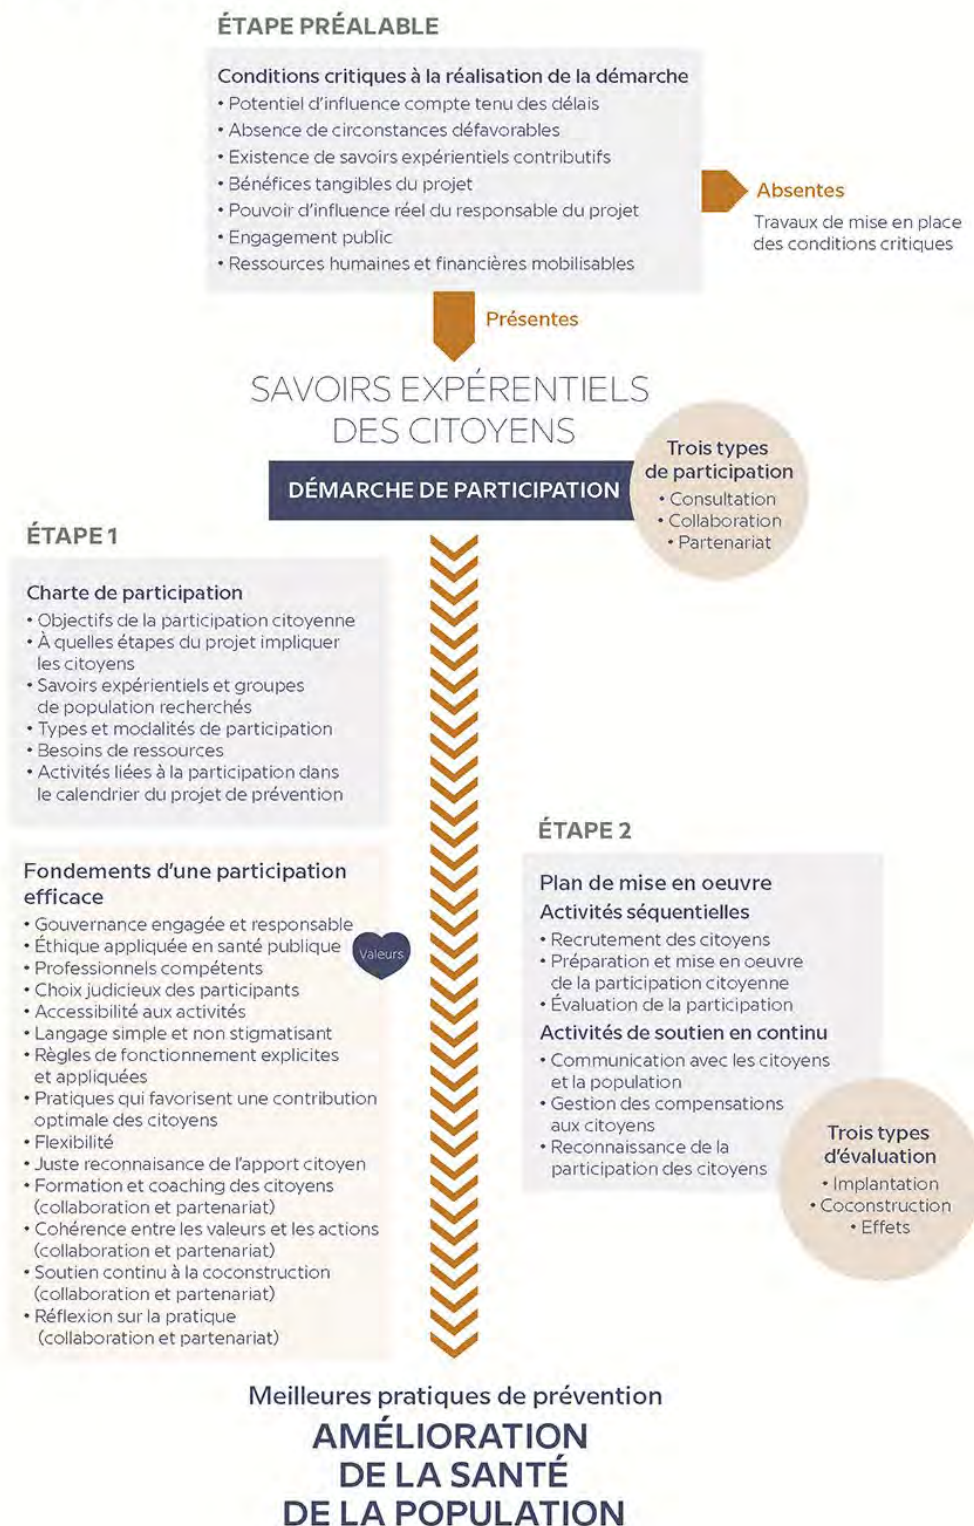 ÉTAPE PRÉALABLE
Conditions critiques à la réalisation de la démarche
• Potentiel d'influence compte tenu des délais
• Absence de circonstances défavorables
• Existence de savoirs expérientiels contributifs
• Bénéfices tangibles du projet
• Pouvoir d'influence réel du responsable du projet
• Engagement public
• Ressources humaines et financières mobilisables
Absentes
Travaux de mise en place
des conditions critiques
Présentes
SAVOIRS EXPÉRENTIELS
DES CITOYENS
DÉMARCHE DE PARTICIPATION
Trois types
de participation
• Consultation
• Collaboration
• Partenariat
ÉTAPE 1
Charte de participation
• Objectifs de la participation citoyenne
• À quelles étapes du projet impliquer
les citoyens
• Savoirs expérientiels et groupes
de population recherchés
• Types et modalités de participation
• Besoins de ressources
• Activités liées à la participation dans
le calendrier du projet de prévention
Fondements d'une participation
efficace
• Gouvernance engagée et responsable
• Éthique appliquée en santé publique
• Professionnels compétents
• Choix judicieux des participants
• Accessibilité aux activités
• Langage simple et non stigmatisant
• Règles de fonctionnement explicites
et appliquées
• Pratiques qui favorisent une contribution
optimale des citoyens
• Flexibilité
• Juste reconnaisance de l'apport citoyen
• Formation et coaching des citoyens
(collaboration et partenariat)
• Cohérence entre les valeurs et les actions
(collaboration et partenariat)
• Soutien continu à la coconstruction
(collaboration et partenariat)
• Réflexion sur la pratique
(collaboration et partenariat)
Valeurs
ÉTAPE 2
Plan de mise en oeuvre
Activités séquentielles
• Recrutement des citoyens
• Préparation et mise en oeuvre
de la participation citoyenne
• Évaluation de la participation
Activités de soutien en continu
• Communication avec les citoyens
et la population
• Gestion des compensations
aux citoyens
• Reconnaissance de la
participation des citoyens
Trois types
d'évaluation
• Implantation
• Coconstruction
• Effets
Meilleures pratiques de prévention
AMÉLIORATION
DE LA SANTÉ
DE LA POPULATION